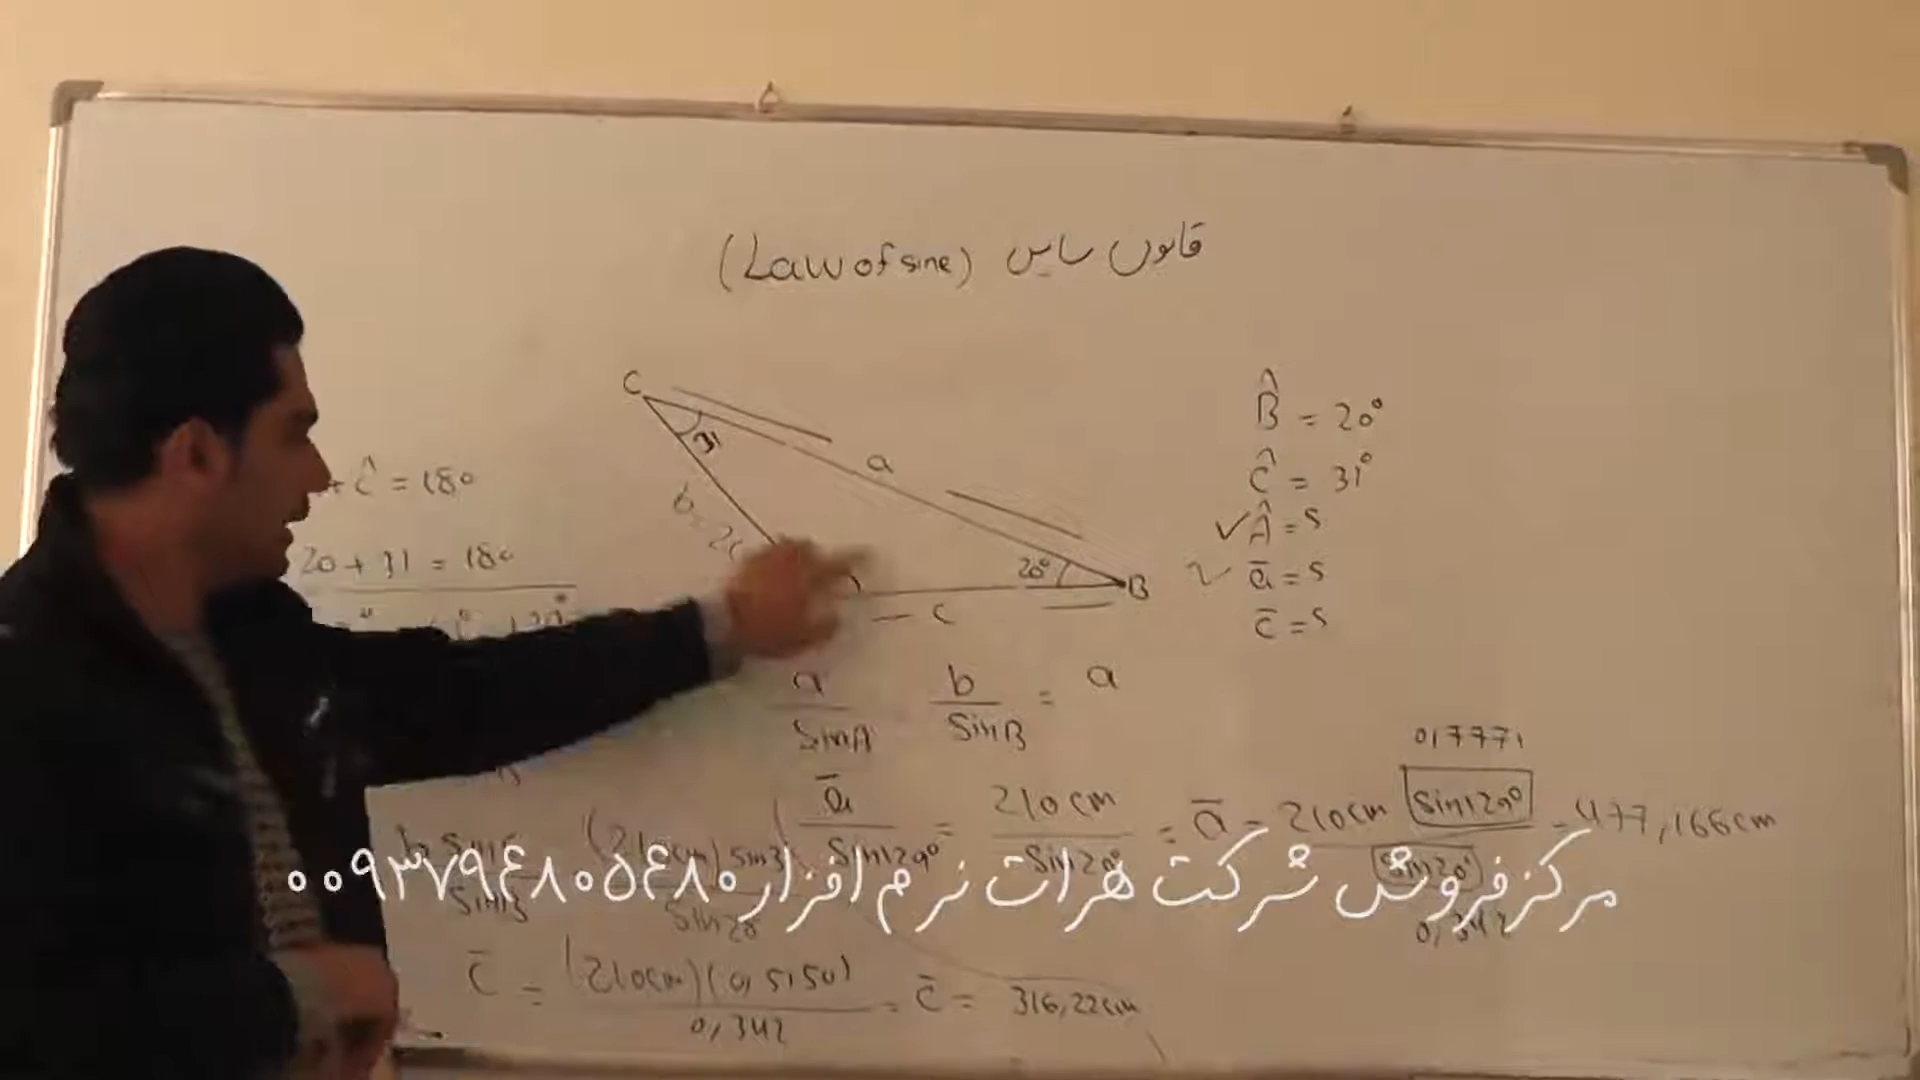 قانون ساین (Law of sine)
C
31
a
b = 2
20°
B
C
B̂ = 20°
Ĉ = 31°
✓ Â = ?
✓ a̅ = ?
c̅ = ?
+ Ĉ = 180
20 + 31 = 180
a/SinA b/SinB = a
0,7771
a̅/Sin129° = 210cm/Sin20° = a̅ = 210cm Sin129°/Sin20° = 477,166cm
0,342
مرکز فروش شرکت هرات نرم افزار ۰۰۹۳۷۹۶۸۰۵۶۸۰
c̅ = (210cm)(0,5150)/0,342 = c̅ = 316,22cm